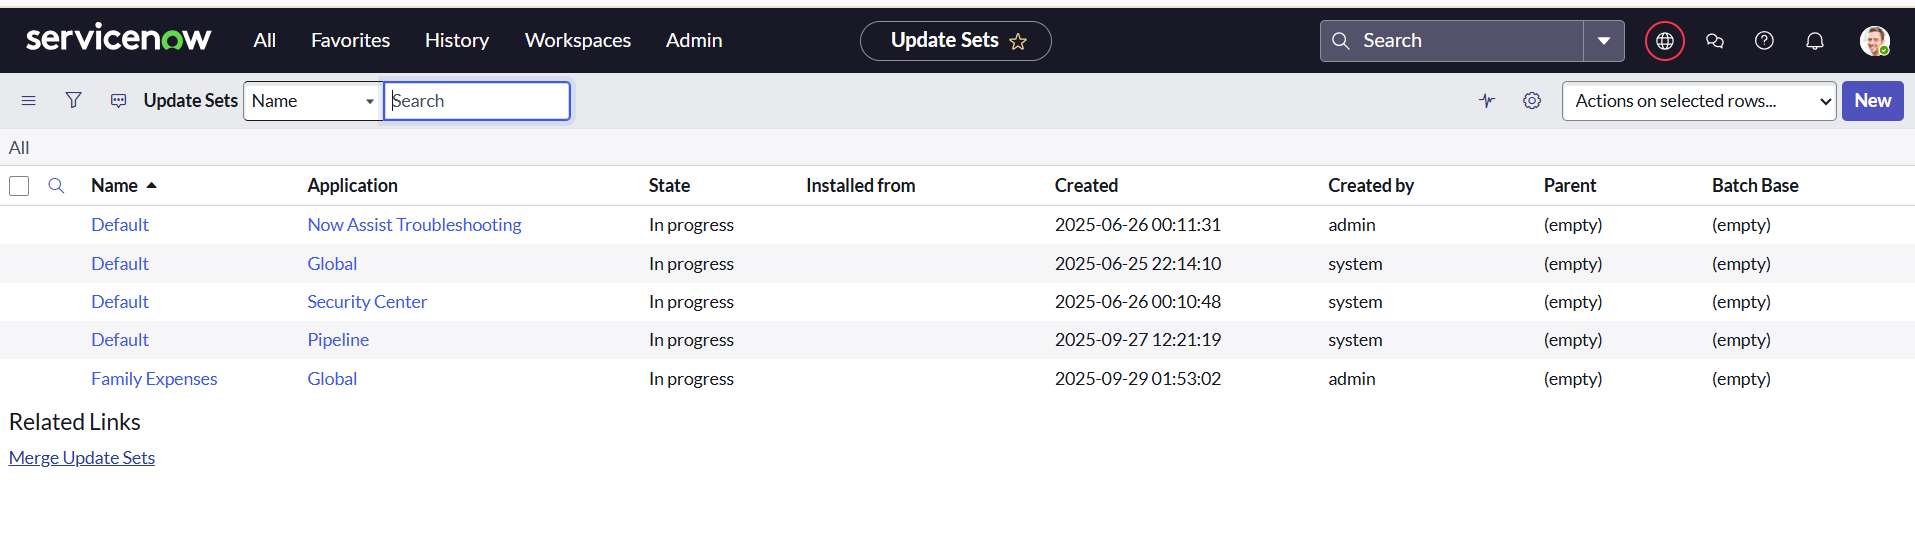 servicenow All Favorites History Workspaces Admin Update Sets Search
Update Sets Name Search Actions on selected rows... New
All
Name Application State Installed from Created Created by Parent Batch Base
Default Now Assist Troubleshooting In progress 2025-06-26 00:11:31 admin (empty) (empty)
Default Global In progress 2025-06-25 22:14:10 system (empty) (empty)
Default Security Center In progress 2025-06-26 00:10:48 system (empty) (empty)
Default Pipeline In progress 2025-09-27 12:21:19 system (empty) (empty)
Family Expenses Global In progress 2025-09-29 01:53:02 admin (empty) (empty)
Related Links
Merge Update Sets